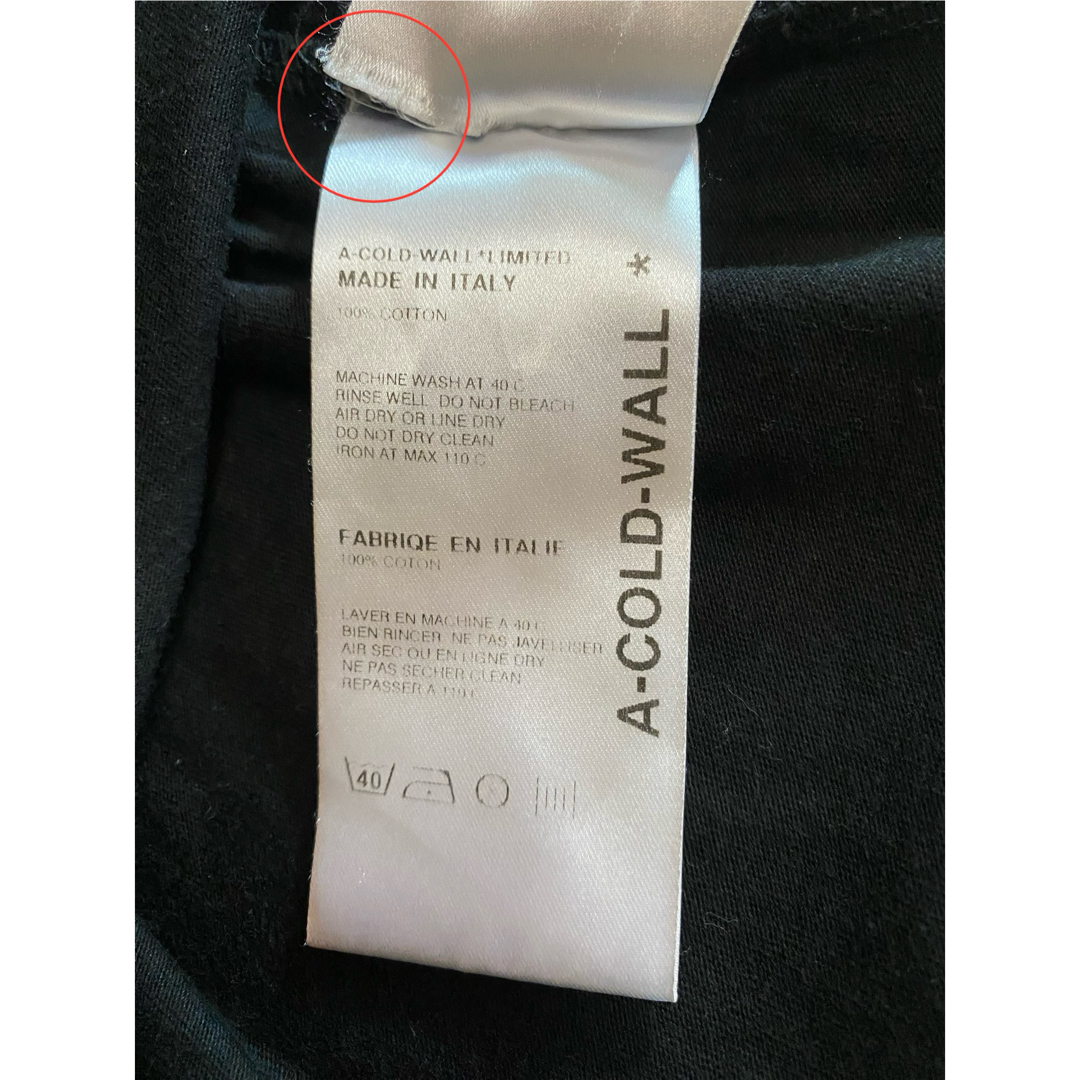 A-COLD-WALL*LIMITED
MADE IN ITALY
100% COTTON
MACHINE WASH AT 40 C
RINSE WELL DO NOT BLEACH
AIR DRY OR LINE DRY
DO NOT DRY CLEAN
IRON AT MAX 110 C
FABRIQE EN ITALIE
100% COTON
LAVER EN MACHINE A 40 C
BIEN RINCER NE PAS JAVELLISER
AIR SEC OU EN LIGNE DRY
NE PAS SECHER CLEAN
REPASSER A 110 C
40
A-COLD-WALL*